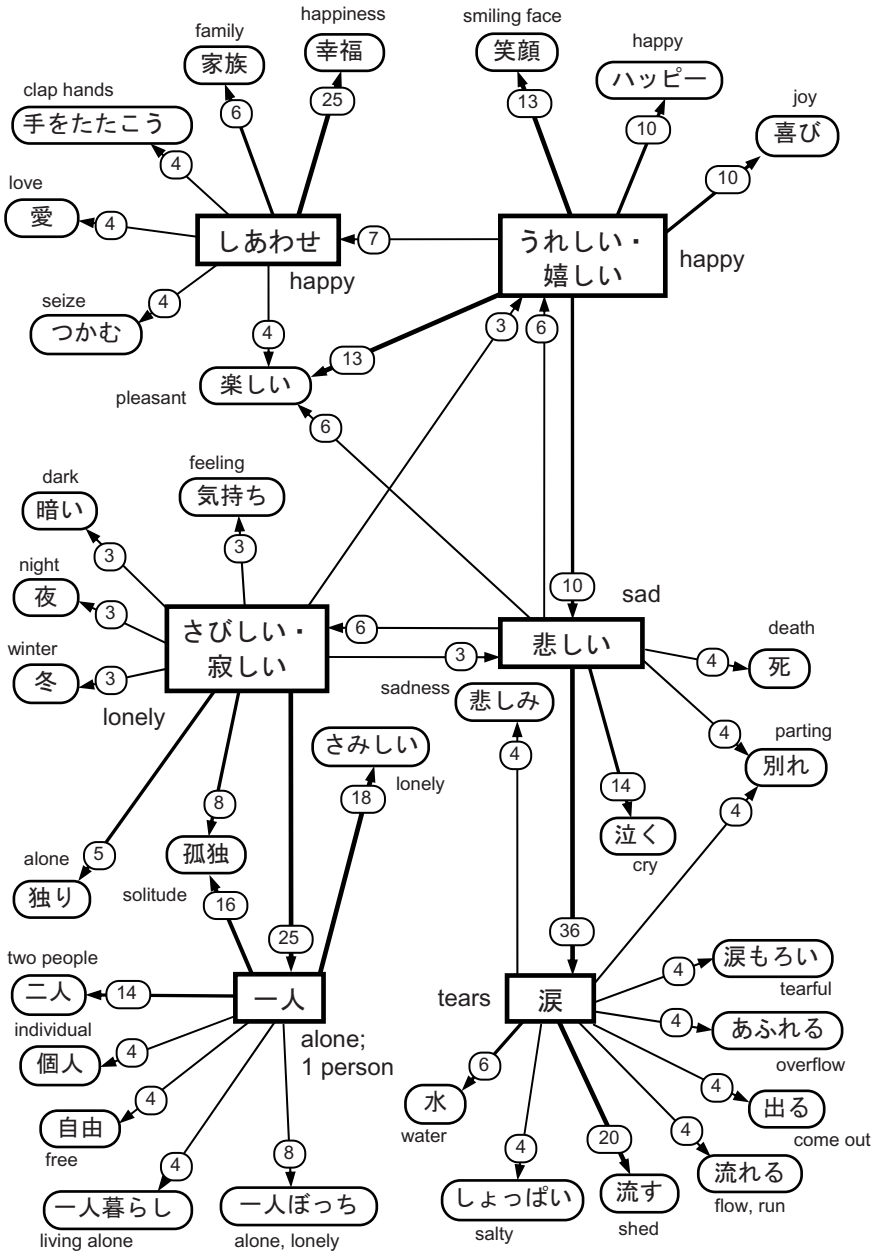 happiness
smiling face
family
幸福
笑顔
happy
家族
ハッピー
clap hands
25
13
joy
手をたたこう
6
10
喜び
4
10
love
愛
4
しあわせ
7
うれしい・
嬉しい
happy
happy
seize
4
つかむ
4
13
3
6
楽しい
pleasant
6
feeling
dark
気持ち
暗い
3
3
night
夜
3
10
sad
さびしい・
寂しい
6
悲しい
death
winter
冬
3
3
4
死
lonely
sadness
悲しみ
4
parting
さみしい
4
別れ
lonely
8
18
14
4
泣く
cry
alone
5
孤独
独り
solitude
16
25
36
two people
二人
14
一人
tears
涙
4
涙もろい
tearful
individual
個人
4
alone;
1 person
4
あふれる
overflow
4
自由
free
6
水
water
4
出る
come out
4
8
4
20
4
流れる
flow, run
一人暮らし
living alone
一人ぼっち
alone, lonely
しょっぱい
salty
流す
shed